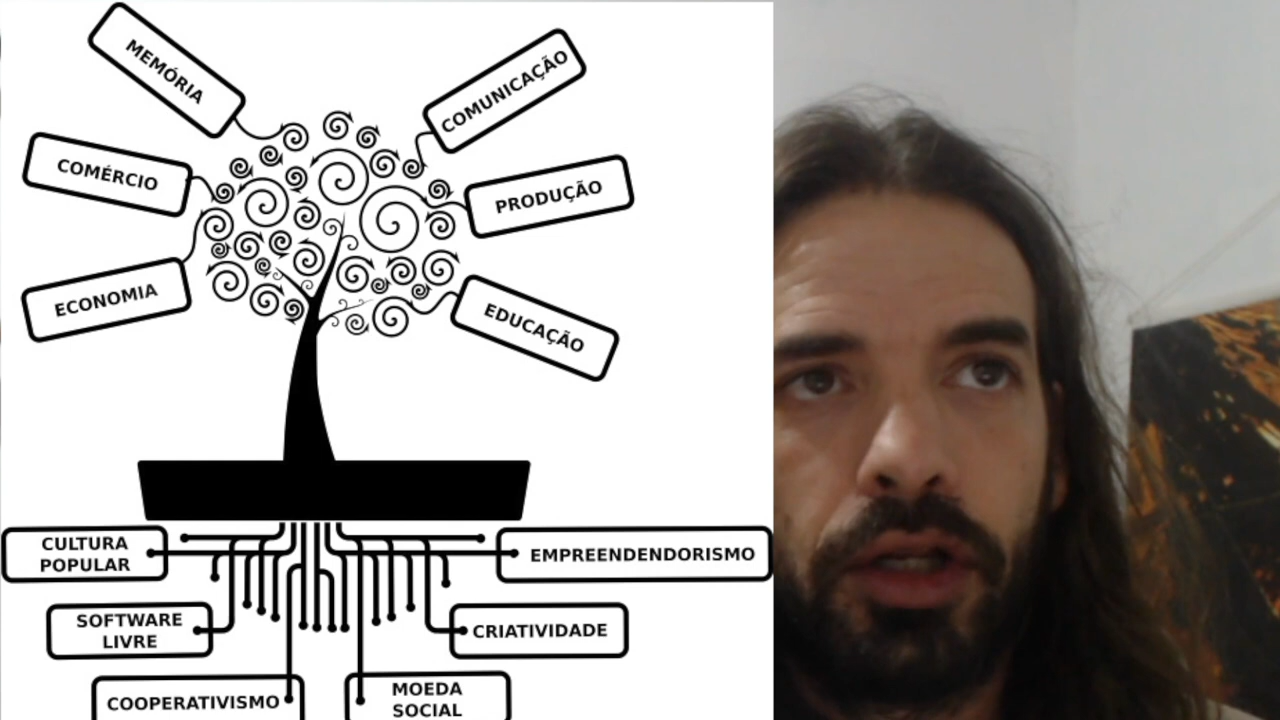 MEMÓRIA
COMUNICAÇÃO
COMÉRCIO
PRODUÇÃO
ECONOMIA
EDUCAÇÃO
CULTURA
POPULAR
EMPREENDENDORISMO
SOFTWARE
LIVRE
CRIATIVIDADE
COOPERATIVISMO
MOEDA
SOCIAL